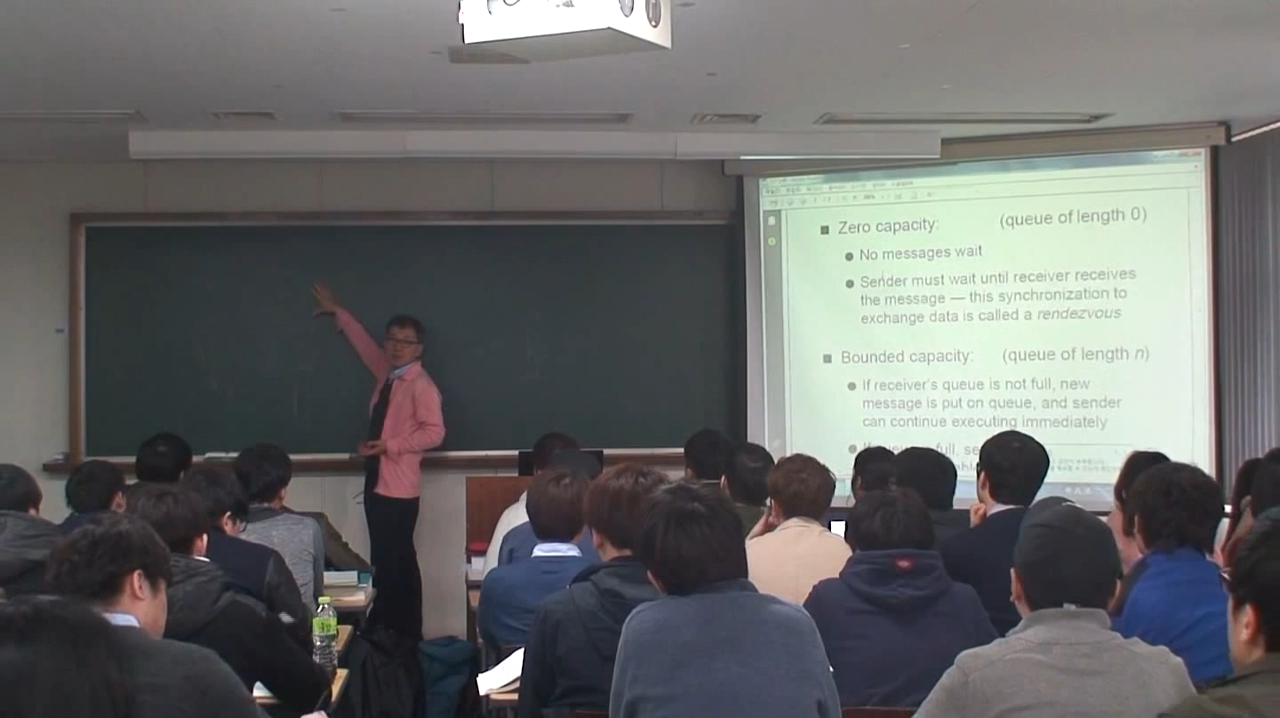 Zero capacity: (queue of length 0)
No messages wait
Sender must wait until receiver receives
the message — this synchronization to
exchange data is called a rendezvous
Bounded capacity: (queue of length n)
If receiver's queue is not full, new
message is put on queue, and sender
can continue executing immediately
full,